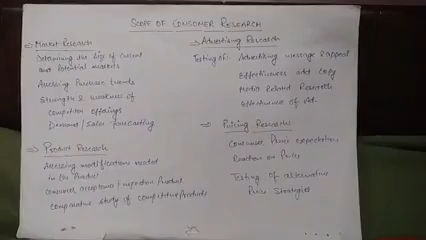 SCOPE OF CONSUMER RESEARCH
→ Market Research
Determining the Size of current
and Potential markets
Assessing Purchase trends
Strengths & weakness of
Competitor offerings
Demand / Sales forecasting
→ Product Research
Assessing modifications needed
in the Product
Consumer acceptance / rejection Product
Comparative study of Competitive Products
→ Advertising Research
Testing of: Advertising message & appeal
Effectiveness and Copy
Media Related Research
Effectiveness of Ad.
→ Pricing Research
Consumer Price expectation
Reaction on Prices
Testing of alternative
Price Strategies